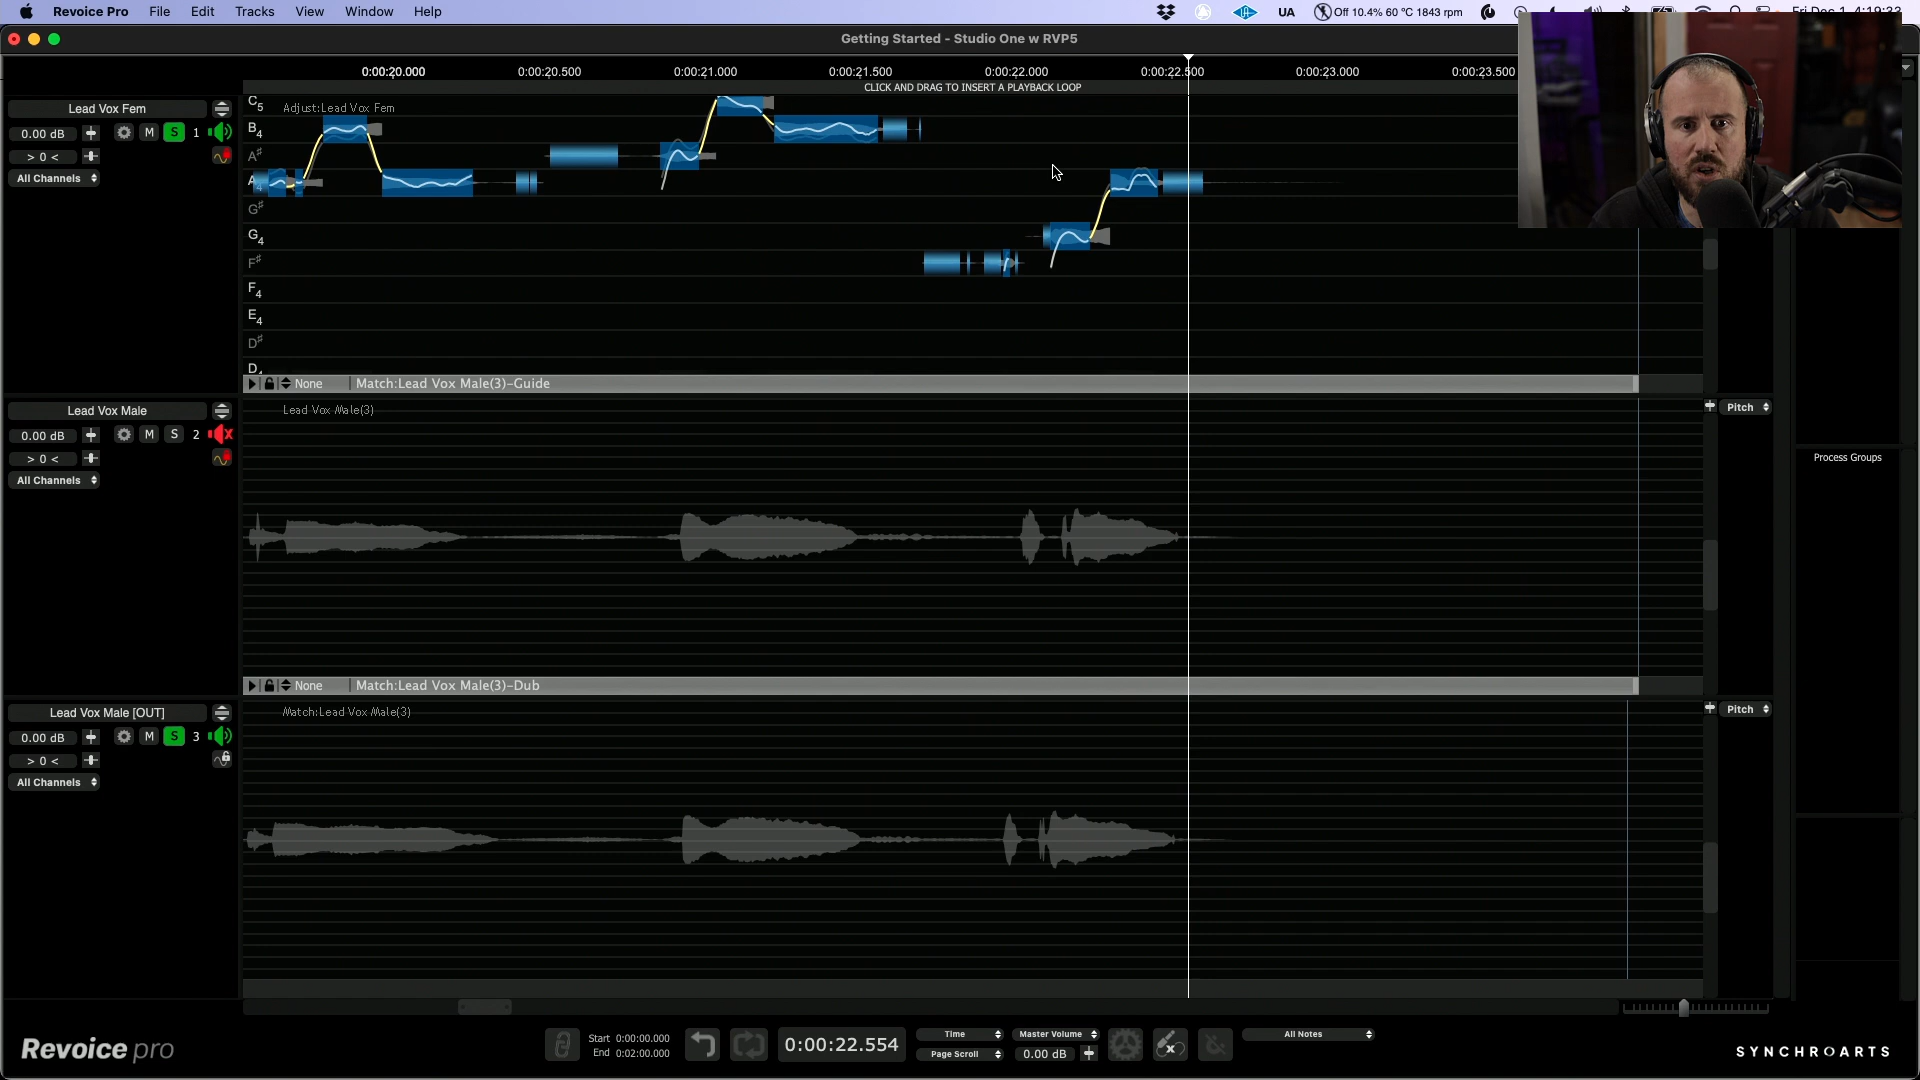 Revoice Pro File Edit Tracks View Window Help UA Off 10.4% 60 °C 1843 rpm
Getting Started - Studio One w RVP5
0:00:20.000 0:00:20.500 0:00:21.000 0:00:21.500 0:00:22.000 0:00:22.500 0:00:23.000 0:00:23.500
CLICK AND DRAG TO INSERT A PLAYBACK LOOP
Lead Vox Fem
C5 Adjust:Lead Vox Fem
0.00 dB M S 1
B4
> 0 <
A#
All Channels
A4
G#
G4
F#
F4
E4
D#
D4
None Match:Lead Vox Male(3)-Guide
Lead Vox Male
Lead Vox Male(3)
Pitch
0.00 dB M S 2
> 0 <
All Channels
Process Groups
None Match:Lead Vox Male(3)-Dub
Lead Vox Male [OUT]
Match:Lead Vox Male(3)
Pitch
0.00 dB M S 3
> 0 <
All Channels
Revoice pro
Start 0:00:00.000
End 0:02:00.000
0:00:22.554
Time
Page Scroll
Master Volume
0.00 dB
All Notes
SYNCHROARTS